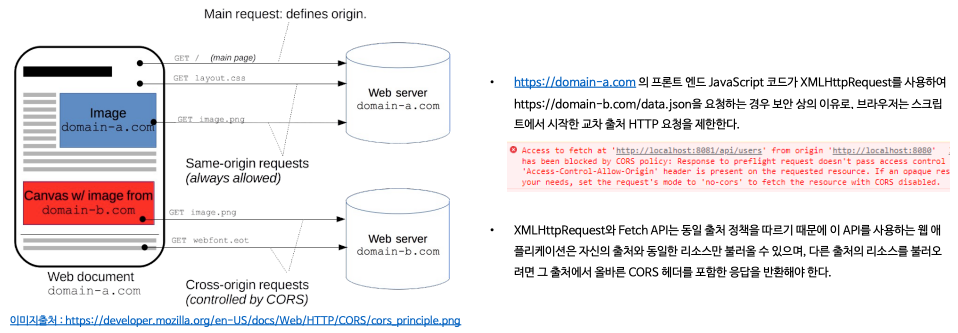 Main request: defines origin.
GET / (main page)
GET layout.css
Image
domain-a.com
GET image.png
Web server
domain-a.com
Same-origin requests
(always allowed)
Canvas w/ image from
domain-b.com
GET image.png
GET webfont.eot
Web server
domain-b.com
Web document
domain-a.com
Cross-origin requests
(controlled by CORS)
이미지출처 : https://developer.mozilla.org/en-US/docs/Web/HTTP/CORS/cors_principle.png
• https://domain-a.com 의 프론트 엔드 JavaScript 코드가 XMLHttpRequest를 사용하여
https://domain-b.com/data.json을 요청하는 경우 보안 상의 이유로, 브라우저는 스크립
트에서 시작한 교차 출처 HTTP 요청을 제한한다.
Access to fetch at 'http://localhost:8081/api/users' from origin 'http://localhost:8080'
has been blocked by CORS policy: Response to preflight request doesn't pass access control
'Access-Control-Allow-Origin' header is present on the requested resource. If an opaque res
your needs, set the request's mode to 'no-cors' to fetch the resource with CORS disabled.
• XMLHttpRequest와 Fetch API는 동일 출처 정책을 따르기 때문에 이 API를 사용하는 웹 애
플리케이션은 자신의 출처와 동일한 리소스만 불러올 수 있으며, 다른 출처의 리소스를 불러오
려면 그 출처에서 올바른 CORS 헤더를 포함한 응답을 반환해야 한다.